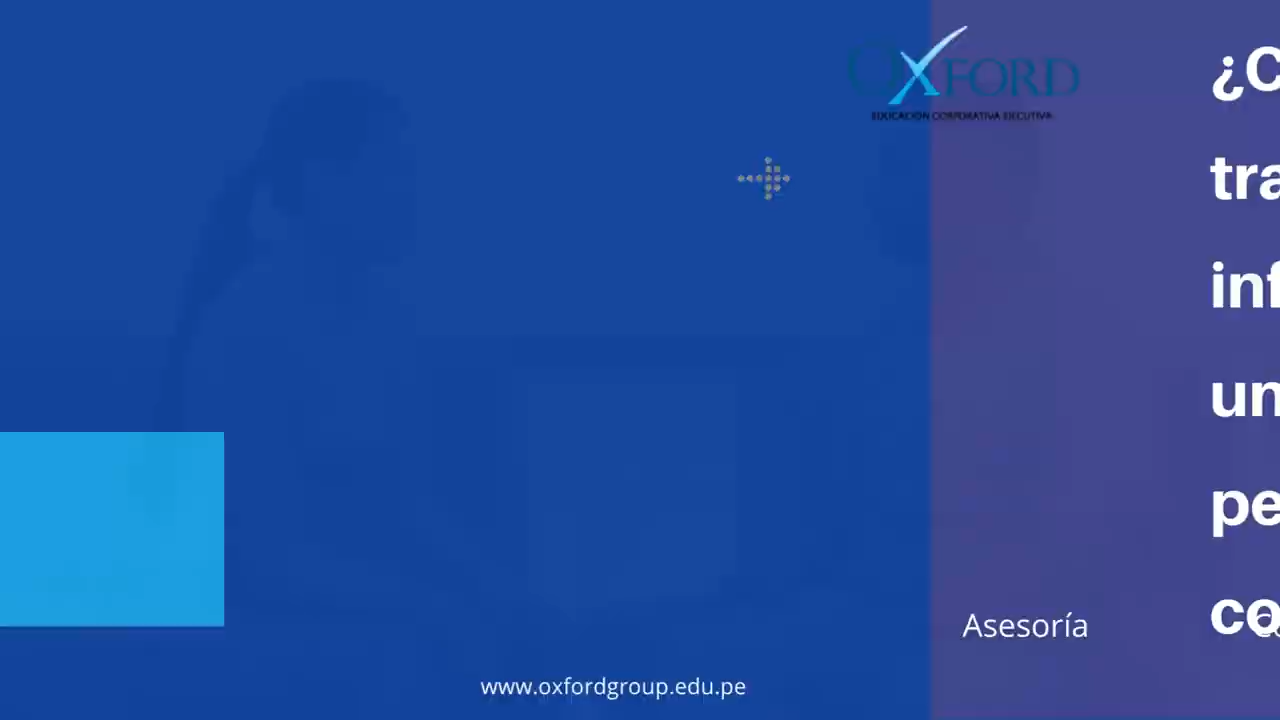 OXFORD
EDUCACIÓN CORPORATIVA EJECUTIVA
¿C
tra
inf
un
pe
co
Asesoría
www.oxfordgroup.edu.pe